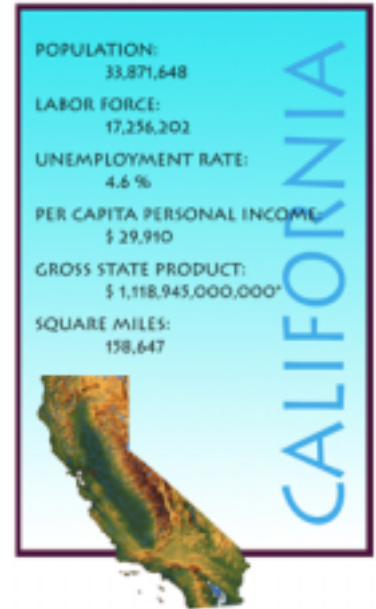 POPULATION:
33,871,648
LABOR FORCE:
17,256,202
UNEMPLOYMENT RATE:
4.6 %
PER CAPITA PERSONAL INCOME:
$ 29,910
GROSS STATE PRODUCT:
$ 1,118,945,000,000*
SQUARE MILES:
158,647
CALIFORNIA